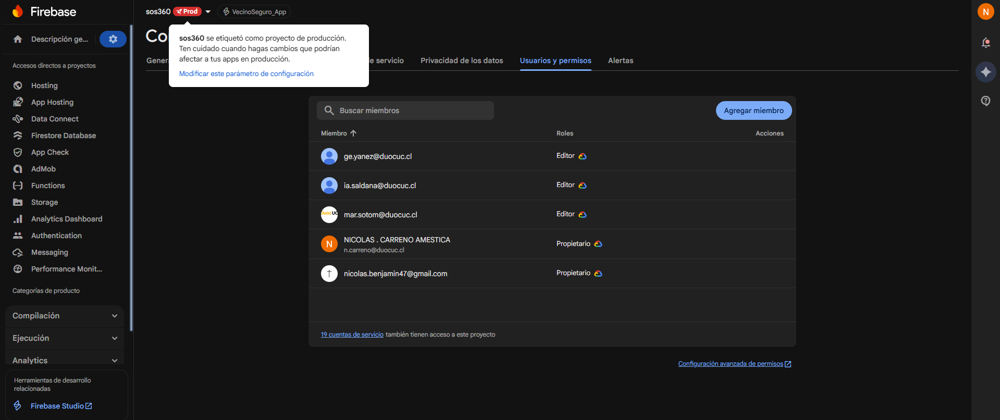 Firebase
sos360 Prod
VecinoSeguro_App
Descripción ge...
sos360 se etiquetó como proyecto de producción.
Ten cuidado cuando hagas cambios que podrían
afectar a tus apps en producción.
Modificar este parámetro de configuración
servicio
Privacidad de los datos
Usuarios y permisos
Alertas
Accesos directos a proyectos
Hosting
App Hosting
Data Connect
Firestore Database
App Check
AdMob
Functions
Storage
Analytics Dashboard
Authentication
Messaging
Performance Monit...
Categorías de producto
Compilación
Ejecución
Analytics
Herramientas de desarrollo
relacionadas
Firebase Studio
Buscar miembros
Agregar miembro
Miembro
Roles
Acciones
ge.yanez@duocuc.cl
Editor
ia.saldana@duocuc.cl
Editor
DuocUC
mar.sotom@duocuc.cl
Editor
N
NICOLAS . CARRENO AMESTICA
n.carreno@duocuc.cl
Propietario
nicolas.benjamin47@gmail.com
Propietario
19 cuentas de servicio también tienen acceso a este proyecto
Configuración avanzada de permisos
N